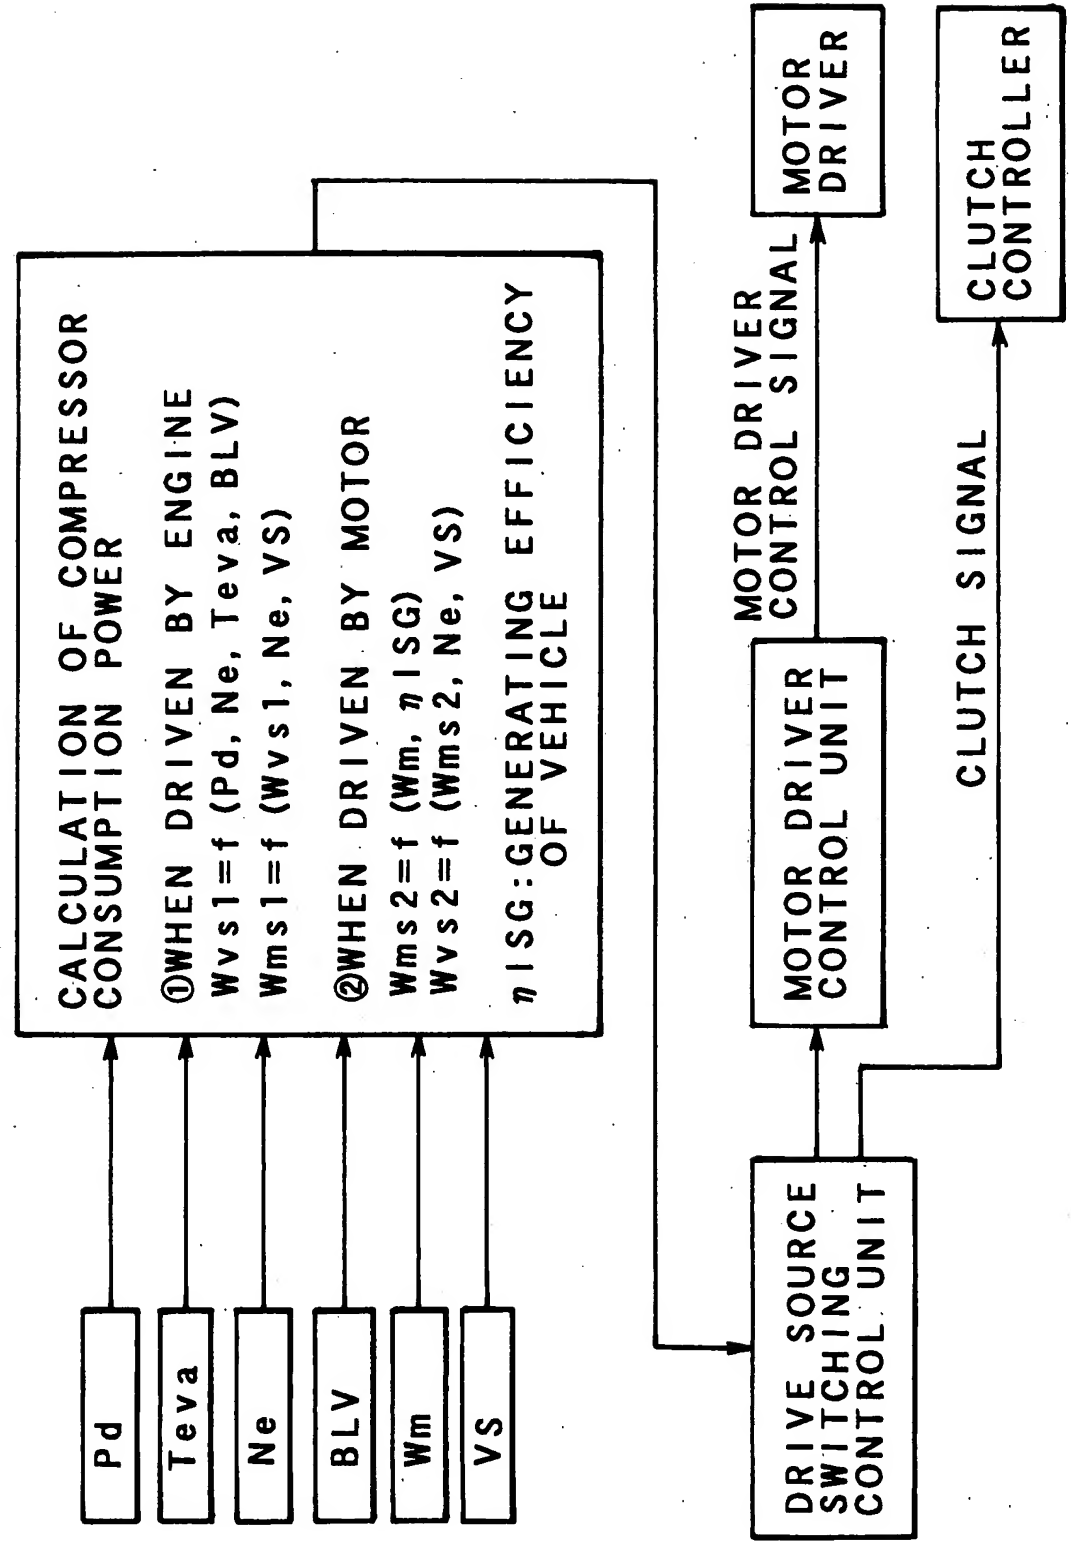 Pd
Teva
Ne
BLV
Wm
VS
CALCULATION OF COMPRESSOR
CONSUMPTION POWER
①WHEN DRIVEN BY ENGINE
Wvs1=f (Pd, Ne, Teva, BLV)
Wms1=f (Wvs1, Ne, VS)
②WHEN DRIVEN BY MOTOR
Wms2=f (Wm, ηISG)
Wvs2=f (Wms2, Ne, VS)
ηISG:GENERATING EFFICIENCY
OF VEHICLE
DRIVE SOURCE
SWITCHING
CONTROL UNIT
MOTOR DRIVER
CONTROL UNIT
MOTOR DRIVER
CONTROL SIGNAL
MOTOR
DRIVER
CLUTCH SIGNAL
CLUTCH
CONTROLLER